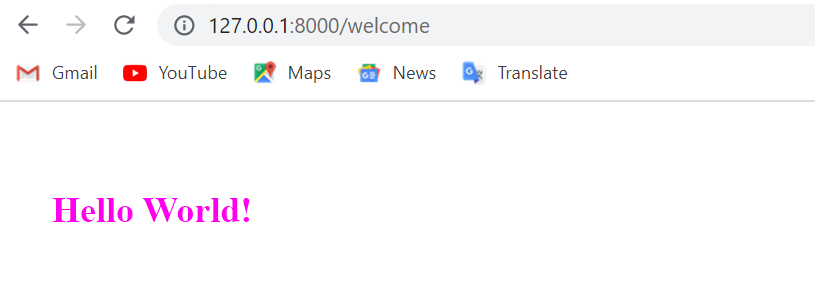 127.0.0.1:8000/welcome
Gmail YouTube Maps News Translate
Hello World!